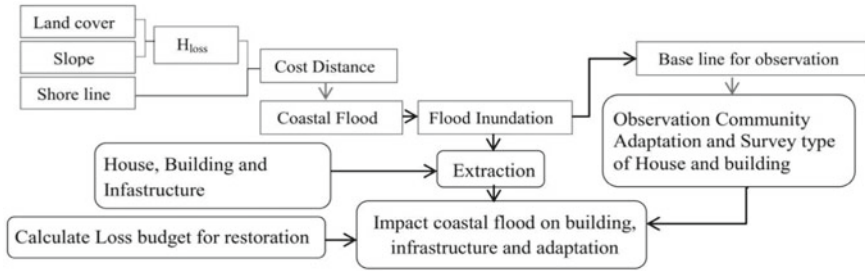 Land cover
Slope
Shore line
H_loss
Cost Distance
Coastal Flood
Flood Inundation
Base line for observation
Observation Community
Adaptation and Survey type
of House and building
House, Building and
Infastructure
Extraction
Calculate Loss budget for restoration
Impact coastal flood on building,
infrastructure and adaptation